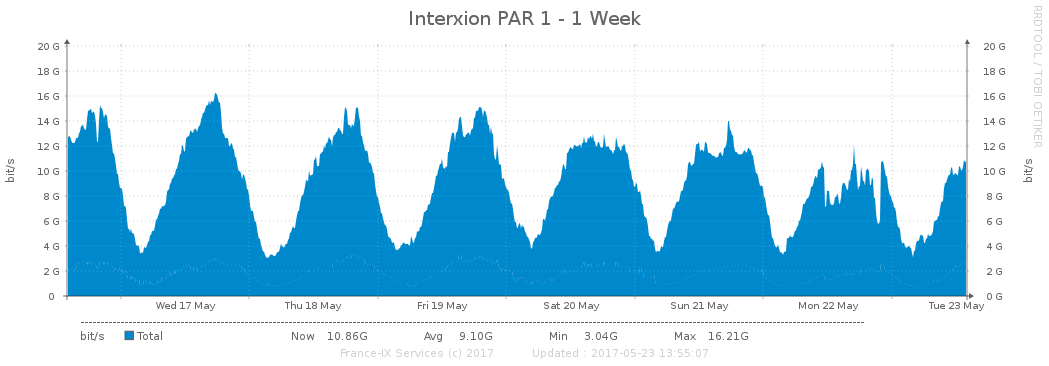 Interxion PAR 1 - 1 Week
RRDTOOL / TOBI OETIKER
bit/s
20 G 20 G
18 G 18 G
16 G 16 G
14 G 14 G
12 G 12 G
10 G 10 G
8 G 8 G
6 G 6 G
4 G 4 G
2 G 2 G
0 0 G
bit/s
Wed 17 May Thu 18 May Fri 19 May Sat 20 May Sun 21 May Mon 22 May Tue 23 May
bit/s Total Now 10.86G Avg 9.10G Min 3.04G Max 16.21G
France-IX Services (c) 2017 Updated : 2017-05-23 13:55:07